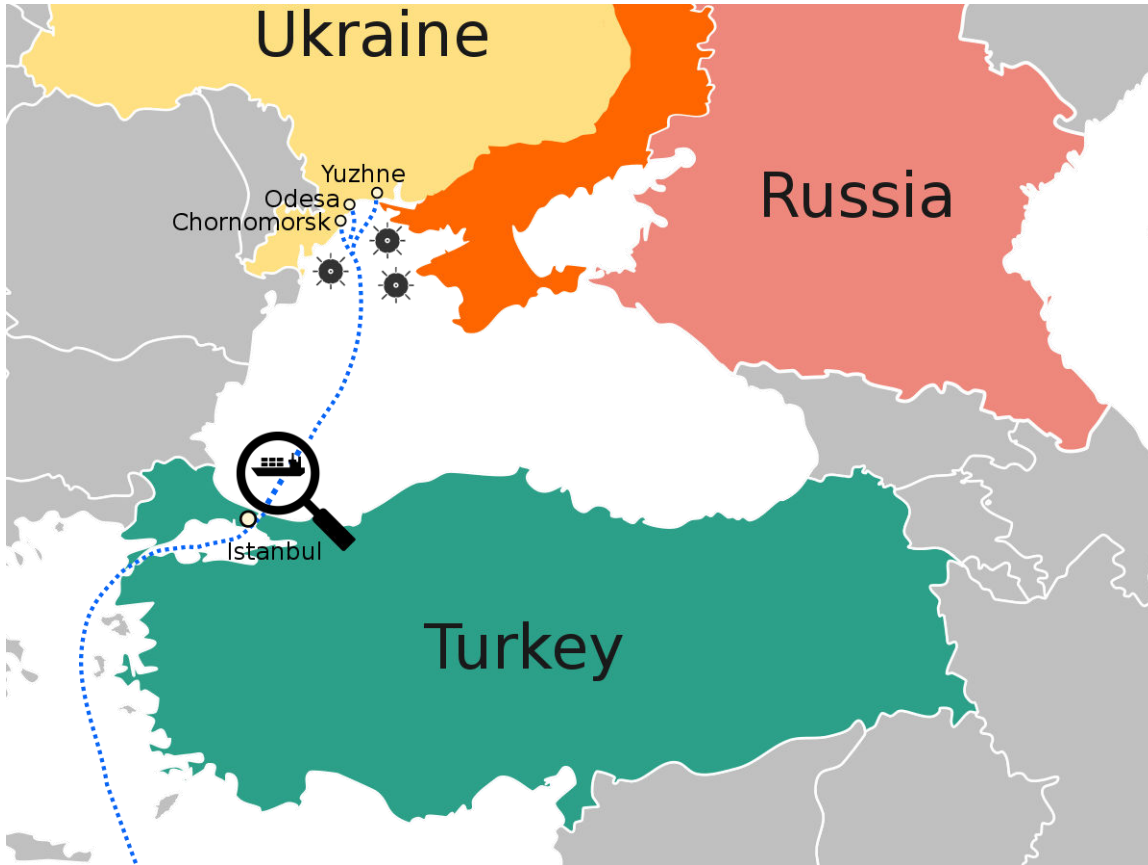 Ukraine
Yuzhne
Odesa
Chornomorsk
Russia
Istanbul
Turkey